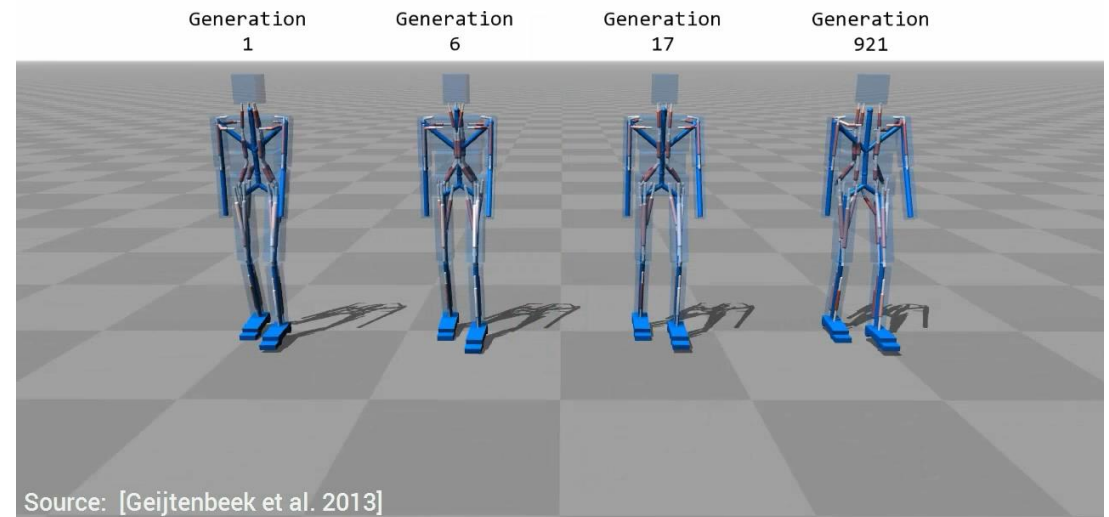 Generation Generation Generation Generation
1 6 17 921
Source: [Geijtenbeek et al. 2013]